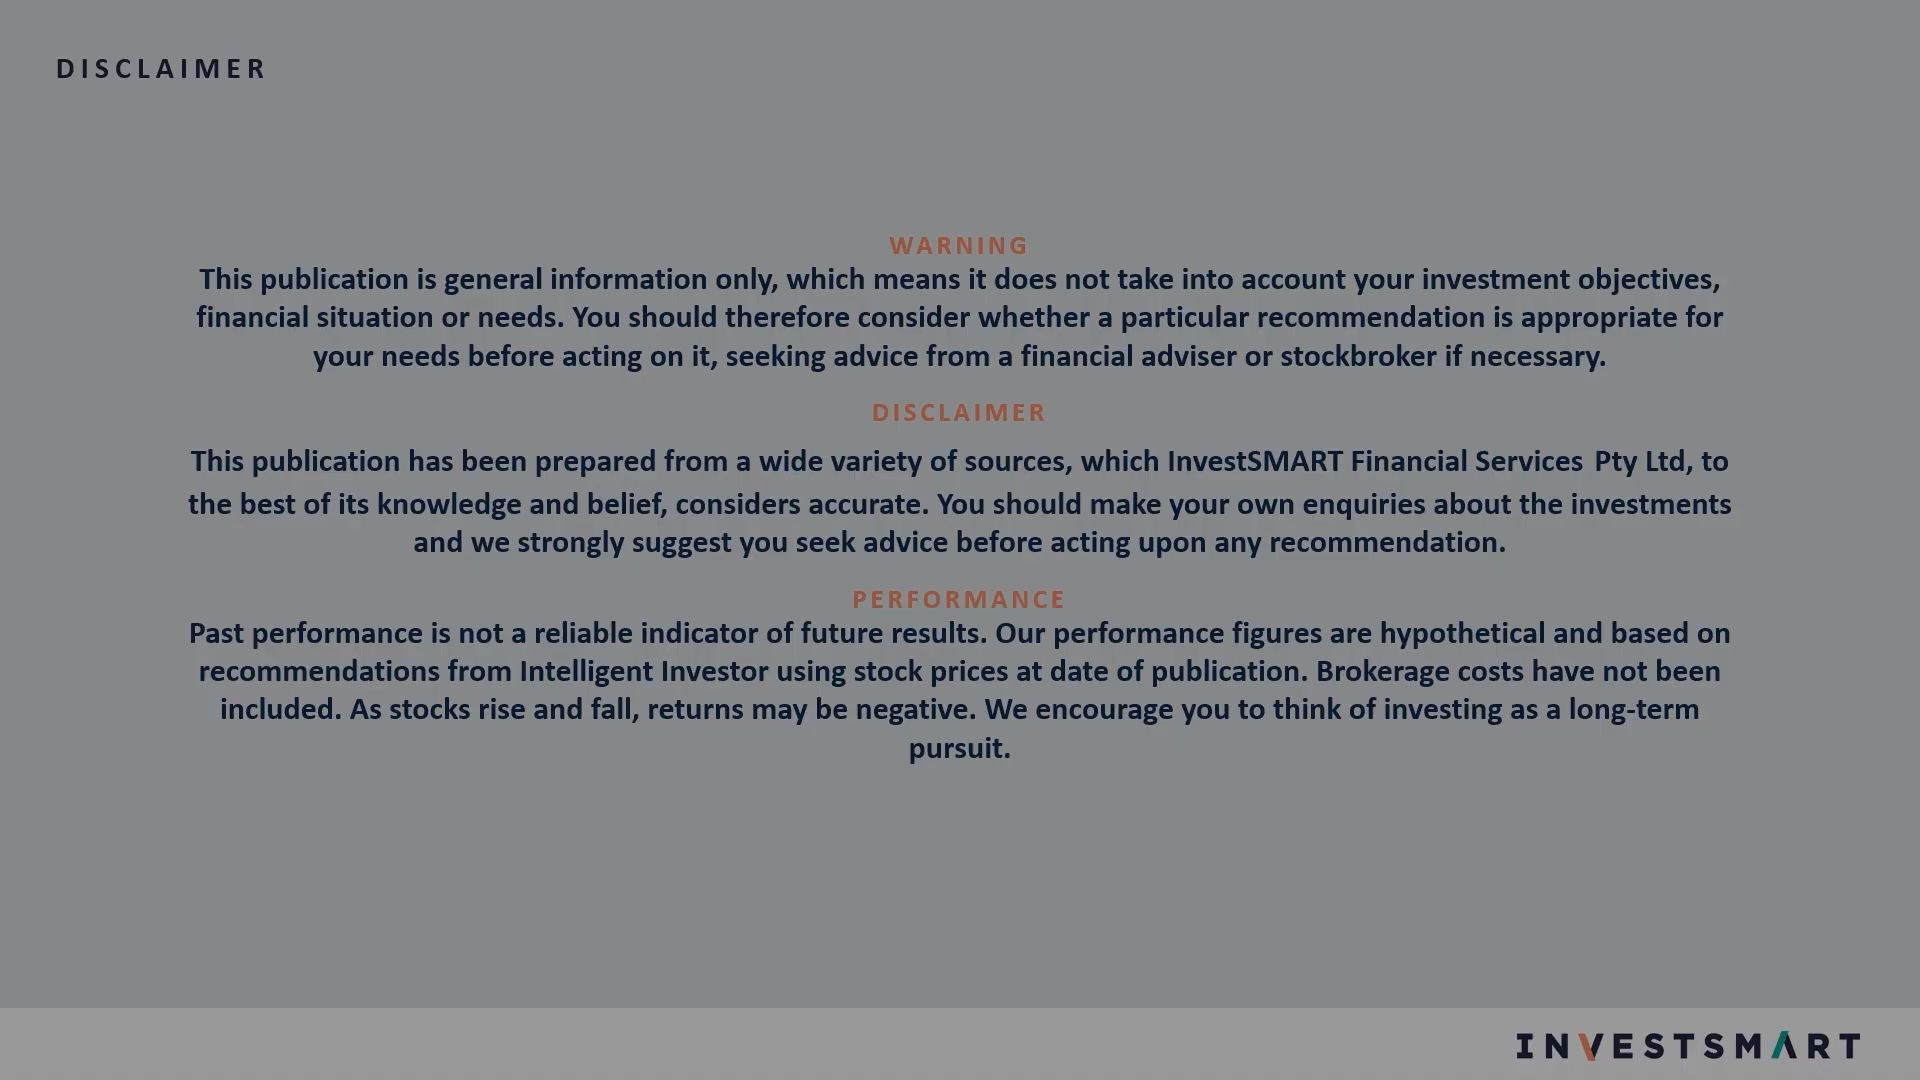 DISCLAIMER
WARNING
This publication is general information only, which means it does not take into account your investment objectives,
financial situation or needs. You should therefore consider whether a particular recommendation is appropriate for
your needs before acting on it, seeking advice from a financial adviser or stockbroker if necessary.
DISCLAIMER
This publication has been prepared from a wide variety of sources, which InvestSMART Financial Services Pty Ltd, to
the best of its knowledge and belief, considers accurate. You should make your own enquiries about the investments
and we strongly suggest you seek advice before acting upon any recommendation.
PERFORMANCE
Past performance is not a reliable indicator of future results. Our performance figures are hypothetical and based on
recommendations from Intelligent Investor using stock prices at date of publication. Brokerage costs have not been
included. As stocks rise and fall, returns may be negative. We encourage you to think of investing as a long-term
pursuit.
INVESTSMART